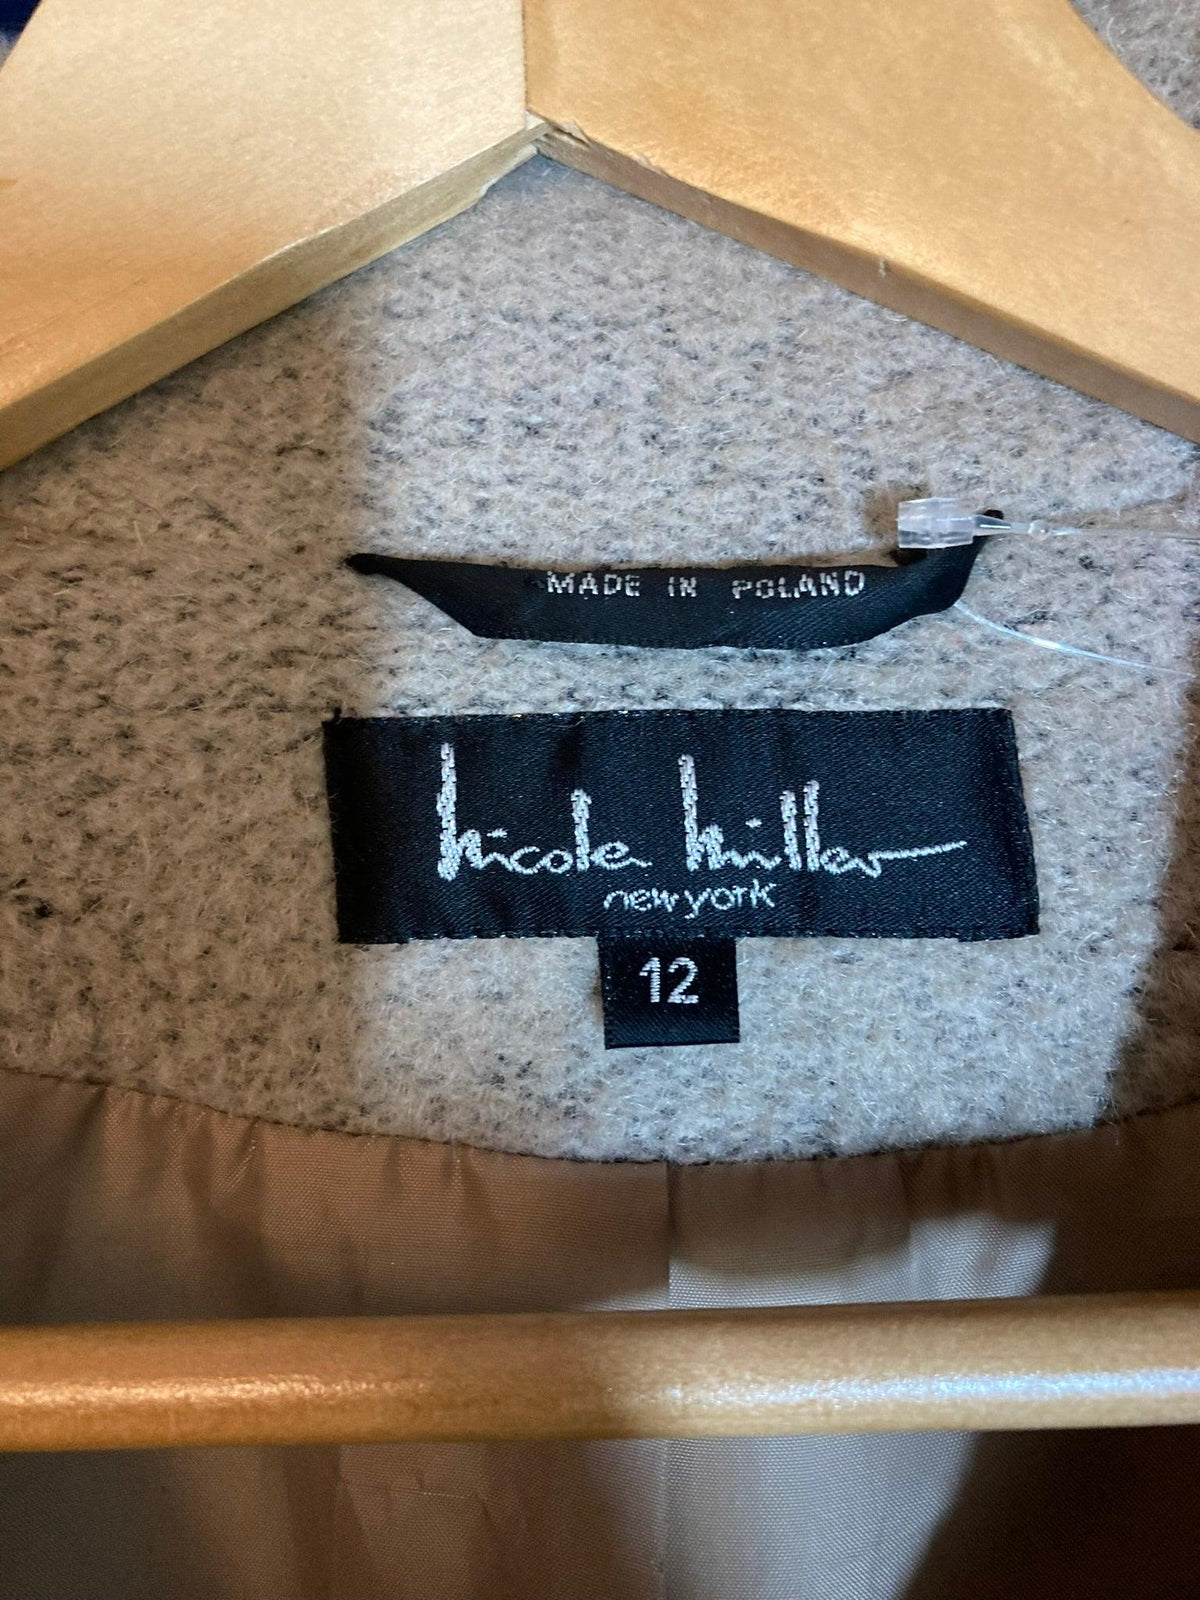 MADE IN POLAND
Nicole Miller
new york
12